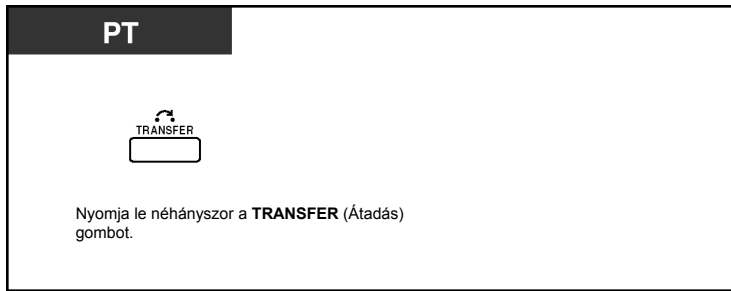 PT
TRANSFER
Nyomja le néhányszor a TRANSFER (Átadás)
gombot.